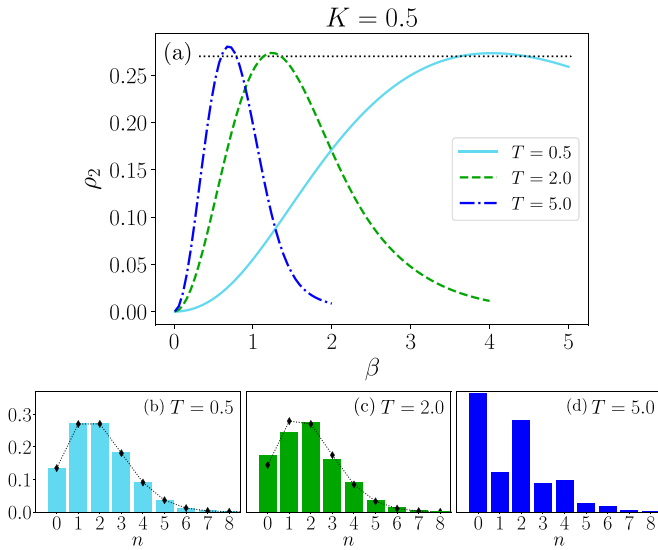 K = 0.5
(a)
0.25
0.20
0.15
0.10
0.05
0.00
ρ₂
T = 0.5
T = 2.0
T = 5.0
0 1 2 3 4 5
β
(b) T = 0.5
(c) T = 2.0
(d) T = 5.0
0.3
0.2
0.1
0.0
0 1 2 3 4 5 6 7 8
0 1 2 3 4 5 6 7 8
0 1 2 3 4 5 6 7 8
n
n
n